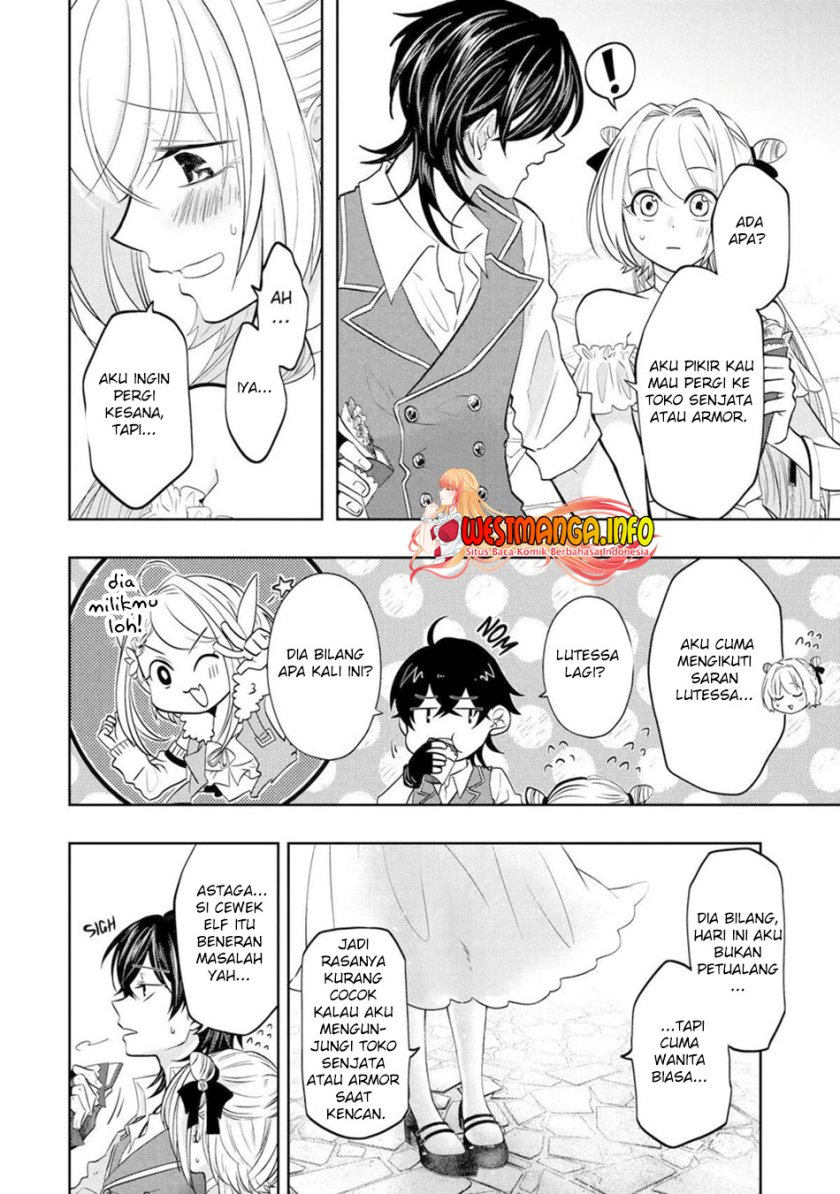 !
ADA
APA?
AKU PIKIR KAU
MAU PERGI KE
TOKO SENJATA
ATAU ARMOR.
AH
...
IYA...
AKU INGIN
PERGI
KESANA,
TAPI...
WESTMANGA.INFO
Situs Baca Komik Berbahasa Indonesia
AKU CUMA
MENGIKUTI
SARAN
LUTESSA...
LUTESSA
LAGI?
NOM
DIA BILANG
APA KALI INI?
dia
milikmu
loh!
DIA BILANG,
HARI INI AKU
BUKAN
PETUALANG
...
...TAPI
CUMA
WANITA
BIASA...
JADI
RASANYA
KURANG
COCOK
KALAU AKU
MENGUN-
JUNGI TOKO
SENJATA
ATAU ARMOR
SAAT
KENCAN.
ASTAGA...
SI CEWEK
ELF ITU
BENERAN
MASALAH
YAH...
SIGH